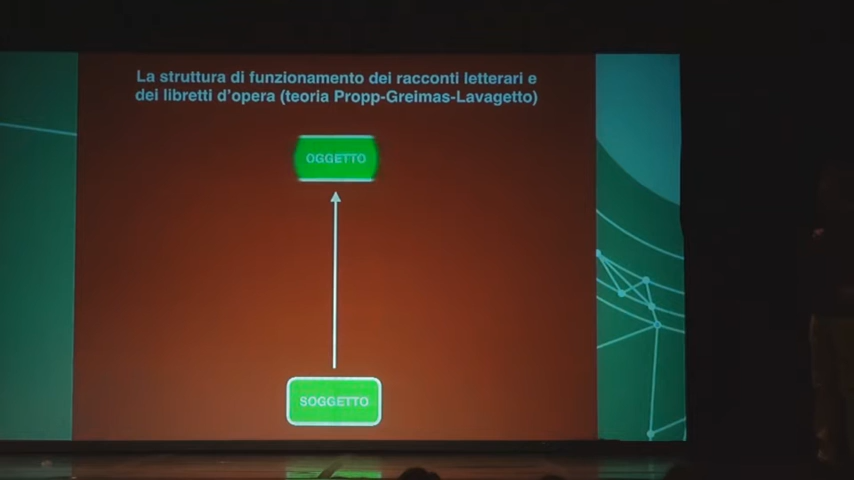 La struttura di funzionamento dei racconti letterari e
dei libretti d'opera (teoria Propp-Greimas-Lavagetto)
OGGETTO
SOGGETTO